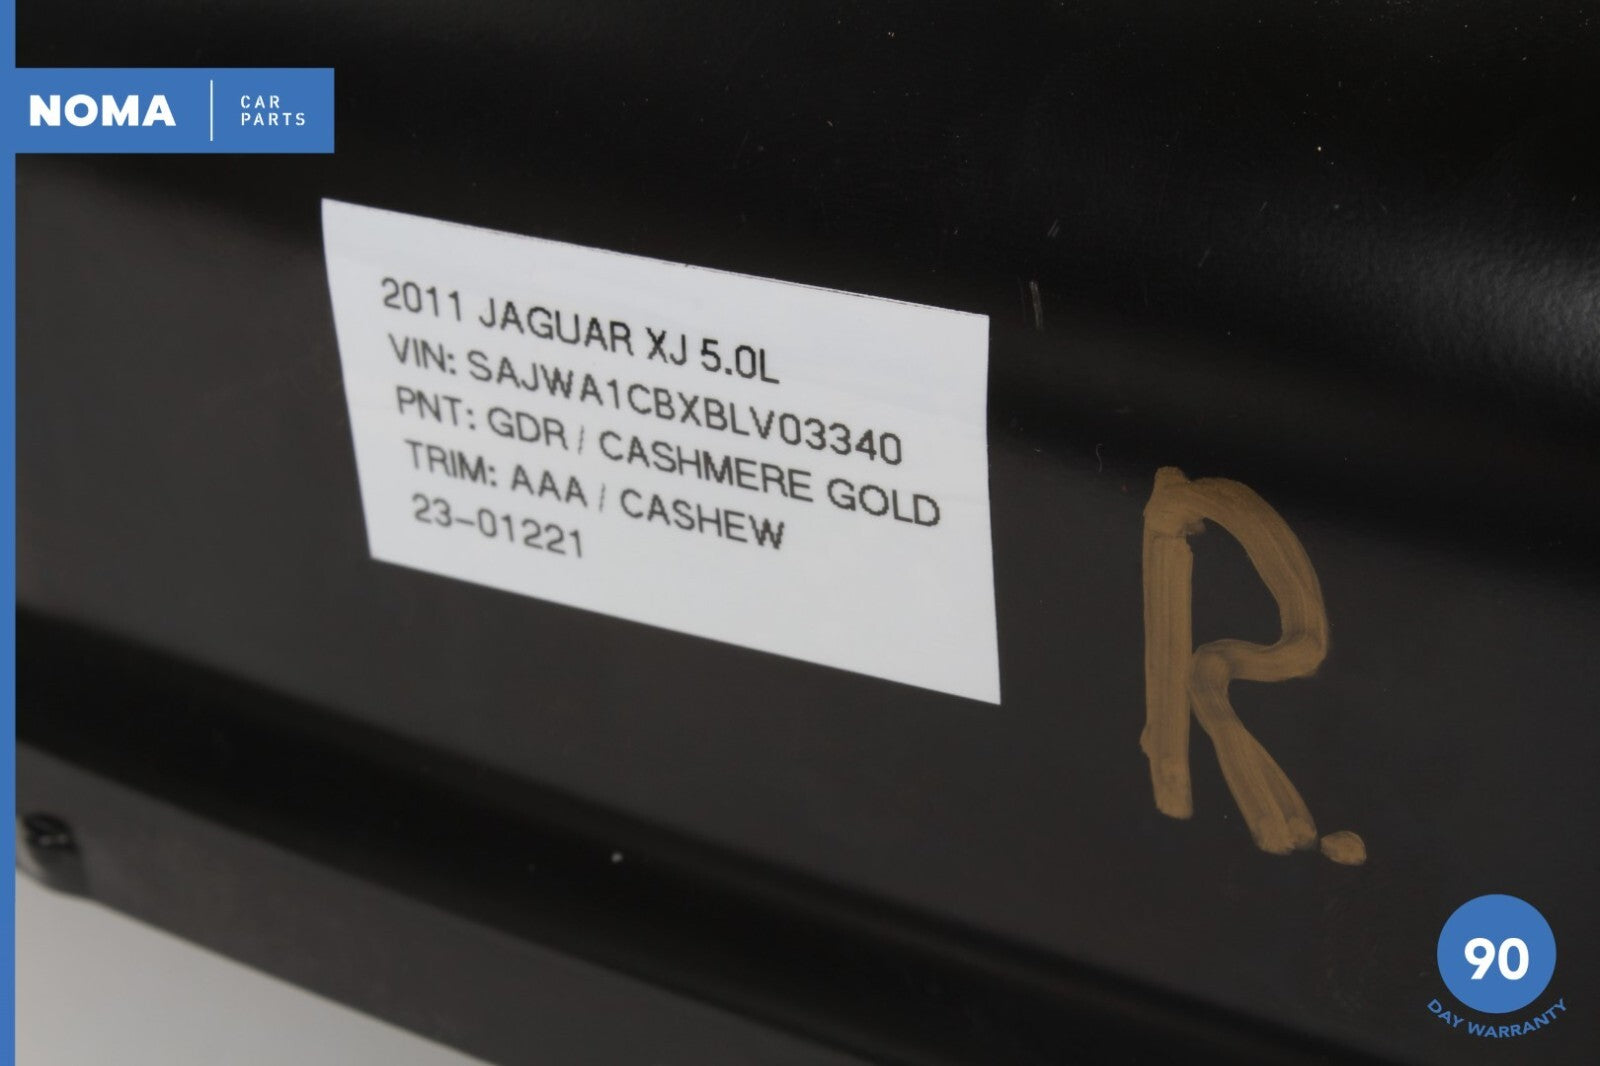 NOMA
CAR
PARTS
2011 JAGUAR XJ 5.0L
VIN: SAJWA1CBXBLV03340
PNT: GDR / CASHMERE GOLD
TRIM: AAA / CASHEW
23-01221
R.
90
DAY WARRANTY